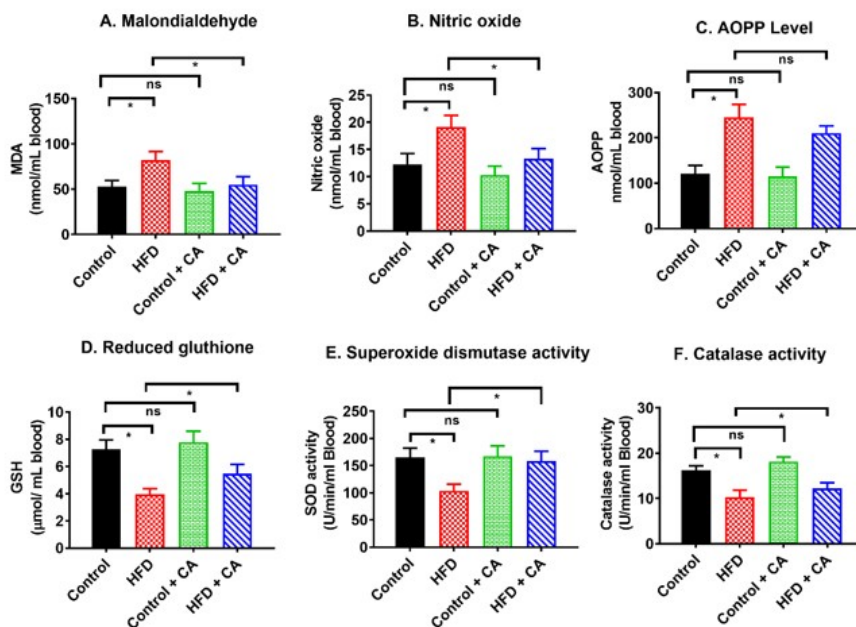 A. Malondialdehyde
*
ns
*
MDA
(nmol/mL blood)
150
100
50
0
Control
HFD
Control + CA
HFD + CA
B. Nitric oxide
*
ns
*
Nitric oxide
(nmol/mL blood)
25
20
15
10
5
0
Control
HFD
Control + CA
HFD + CA
C. AOPP Level
ns
ns
*
AOPP
nmol/mL blood)
300
200
100
0
Control
HFD
Control + CA
HFD + CA
D. Reduced gluthione
*
ns
*
GSH
(µmol/ mL blood)
8
6
4
2
0
Control
HFD
Control + CA
HFD + CA
E. Superoxide dismutase activity
*
ns
*
SOD activity
(U/min/ml Blood)
250
200
150
100
50
0
Control
HFD
Control + CA
HFD + CA
F. Catalase activity
*
ns
*
Catalase activity
(U/min/ml Blood)
30
20
10
0
Control
HFD
Control + CA
HFD + CA